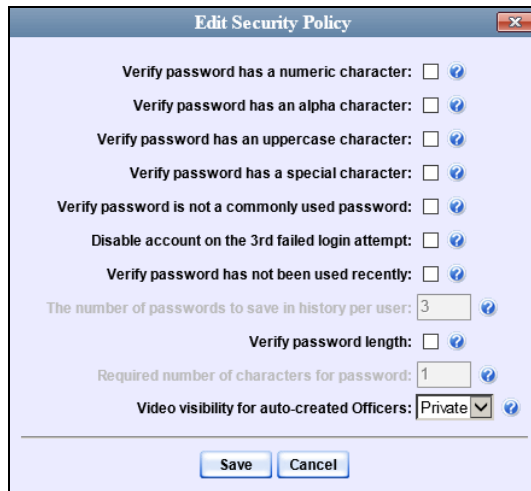 Edit Security Policy
Verify password has a numeric character:
Verify password has an alpha character:
Verify password has an uppercase character:
Verify password has a special character:
Verify password is not a commonly used password:
Disable account on the 3rd failed login attempt:
Verify password has not been used recently:
The number of passwords to save in history per user: 3
Verify password length:
Required number of characters for password: 1
Video visibility for auto-created Officers: Private
Save Cancel